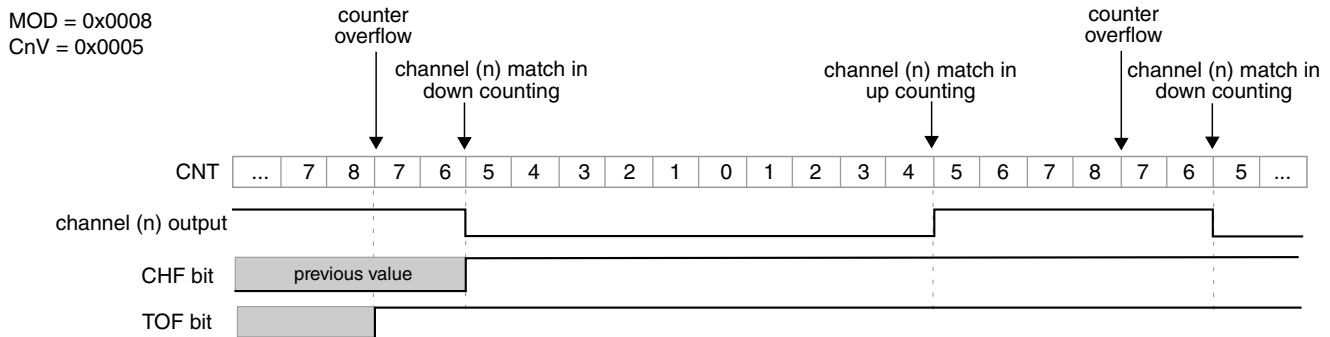 MOD = 0x0008
CnV = 0x0005
counter
overflow
channel (n) match in
down counting
channel (n) match in
up counting
counter
overflow
channel (n) match in
down counting
CNT ... 7 8 7 6 5 4 3 2 1 0 1 2 3 4 5 6 7 8 7 6 5 ...
channel (n) output
CHF bit previous value
TOF bit